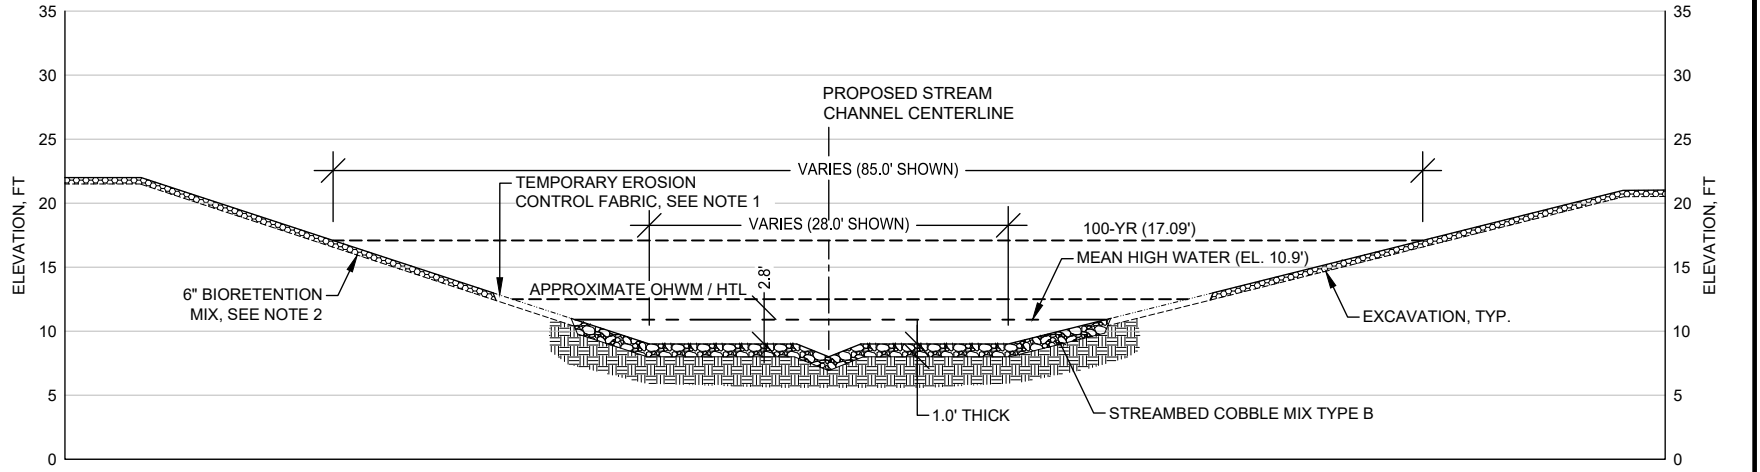 35
30
25
20
15
10
5
0
ELEVATION, FT
PROPOSED STREAM
CHANNEL CENTERLINE
VARIES (85.0' SHOWN)
TEMPORARY EROSION
CONTROL FABRIC, SEE NOTE 1
VARIES (28.0' SHOWN)
100-YR (17.09')
MEAN HIGH WATER (EL. 10.9')
2.8'
APPROXIMATE OHWM / HTL
6" BIORETENTION
MIX, SEE NOTE 2
EXCAVATION, TYP.
1.0' THICK
STREAMBED COBBLE MIX TYPE B
35
30
25
20
15
10
5
0
ELEVATION, FT